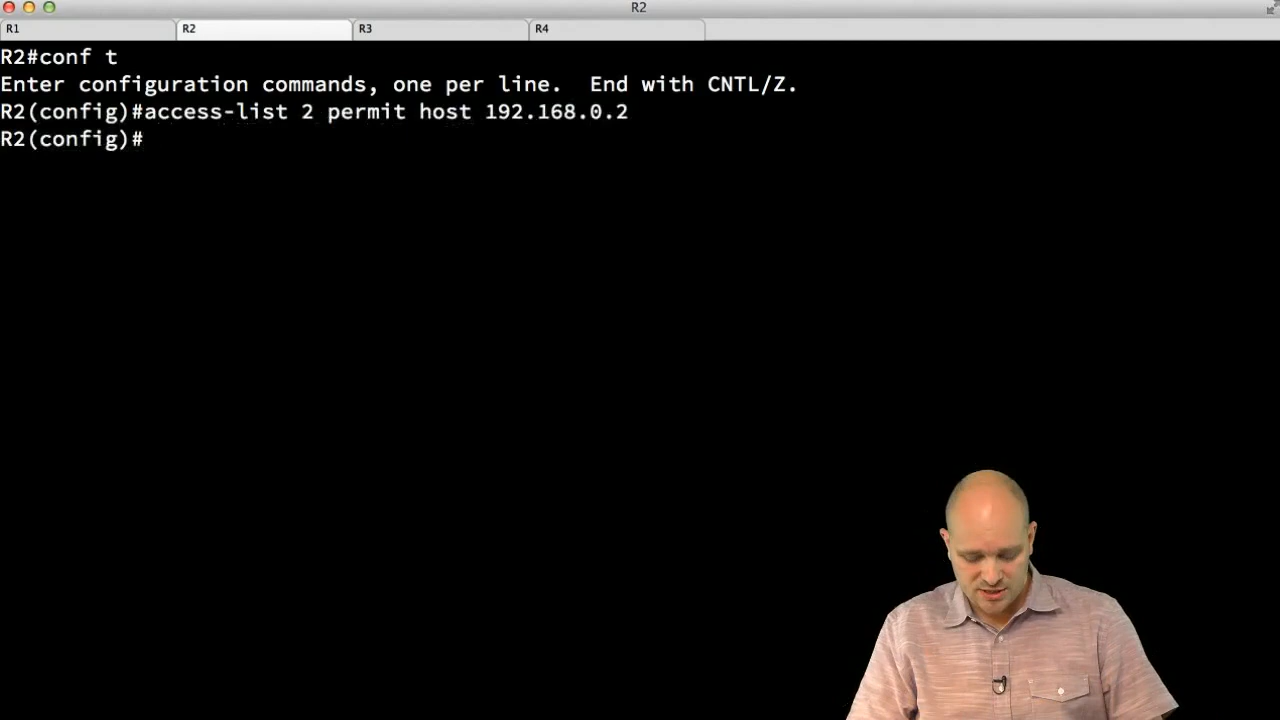 R2
R1
R2
R3
R4
R2#conf t
Enter configuration commands, one per line.  End with CNTL/Z.
R2(config)#access-list 2 permit host 192.168.0.2
R2(config)#